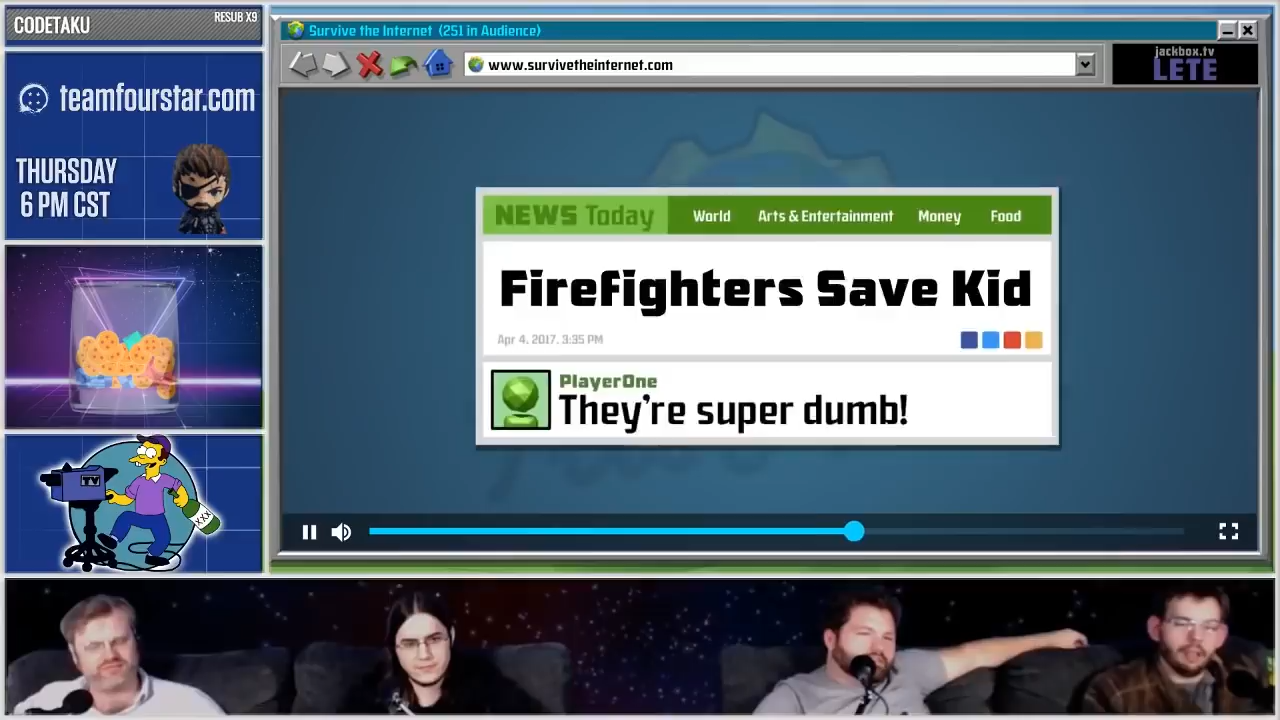 CODETAKU
RESUB X9
teamfourstar.com
THURSDAY
6 PM CST
TV
XXX
Survive the Internet (251 in Audience)
www.survivetheinternet.com
jackbox.tv
LETE
NEWS Today
World
Arts & Entertainment
Money
Food
Firefighters Save Kid
Apr 4, 2017, 3:35 PM
PlayerOne
They're super dumb!